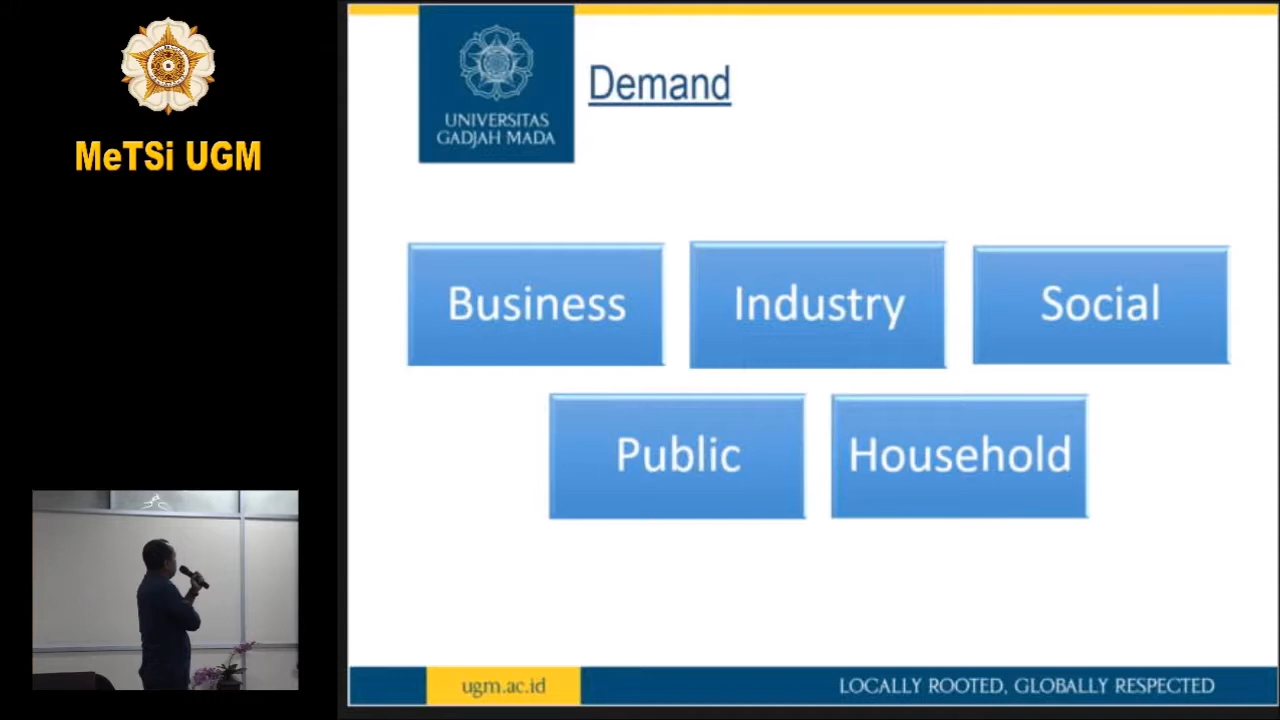 MeTSi UGM
UNIVERSITAS
GADJAH MADA
Demand
Business
Industry
Social
Public
Household
ugm.ac.id
LOCALLY ROOTED, GLOBALLY RESPECTED